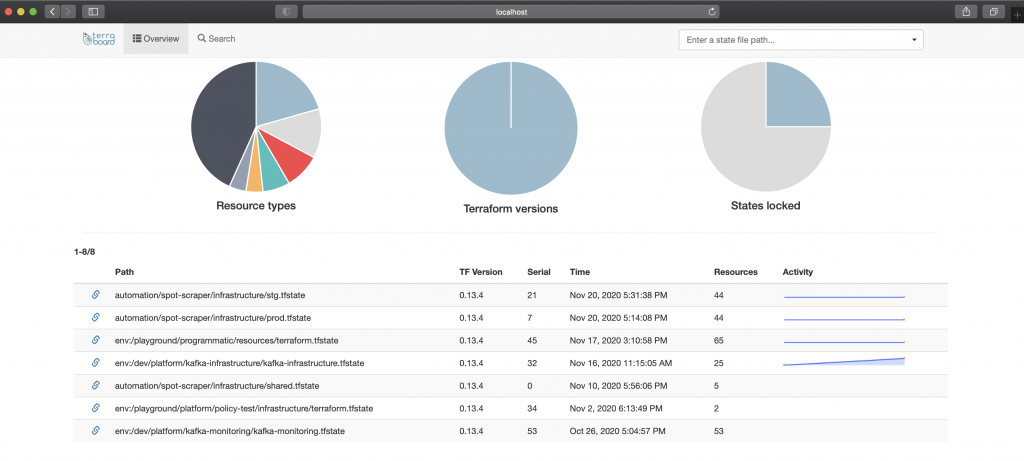 localhost
terra
board
Overview
Search
Enter a state file path...
Resource types
Terraform versions
States locked
1-8/8
Path TF Version Serial Time Resources Activity
automation/spot-scraper/infrastructure/stg.tfstate 0.13.4 21 Nov 20, 2020 5:31:38 PM 44
automation/spot-scraper/infrastructure/prod.tfstate 0.13.4 7 Nov 20, 2020 5:14:08 PM 44
env:/playground/programmatic/resources/terraform.tfstate 0.13.4 45 Nov 17, 2020 3:10:58 PM 65
env:/dev/platform/kafka-infrastructure/kafka-infrastructure.tfstate 0.13.4 32 Nov 16, 2020 11:15:05 AM 25
automation/spot-scraper/infrastructure/shared.tfstate 0.13.4 0 Nov 10, 2020 5:56:06 PM 5
env:/playground/platform/policy-test/infrastructure/terraform.tfstate 0.13.4 34 Nov 2, 2020 6:13:49 PM 2
env:/dev/platform/kafka-monitoring/kafka-monitoring.tfstate 0.13.4 53 Oct 26, 2020 5:04:57 PM 53